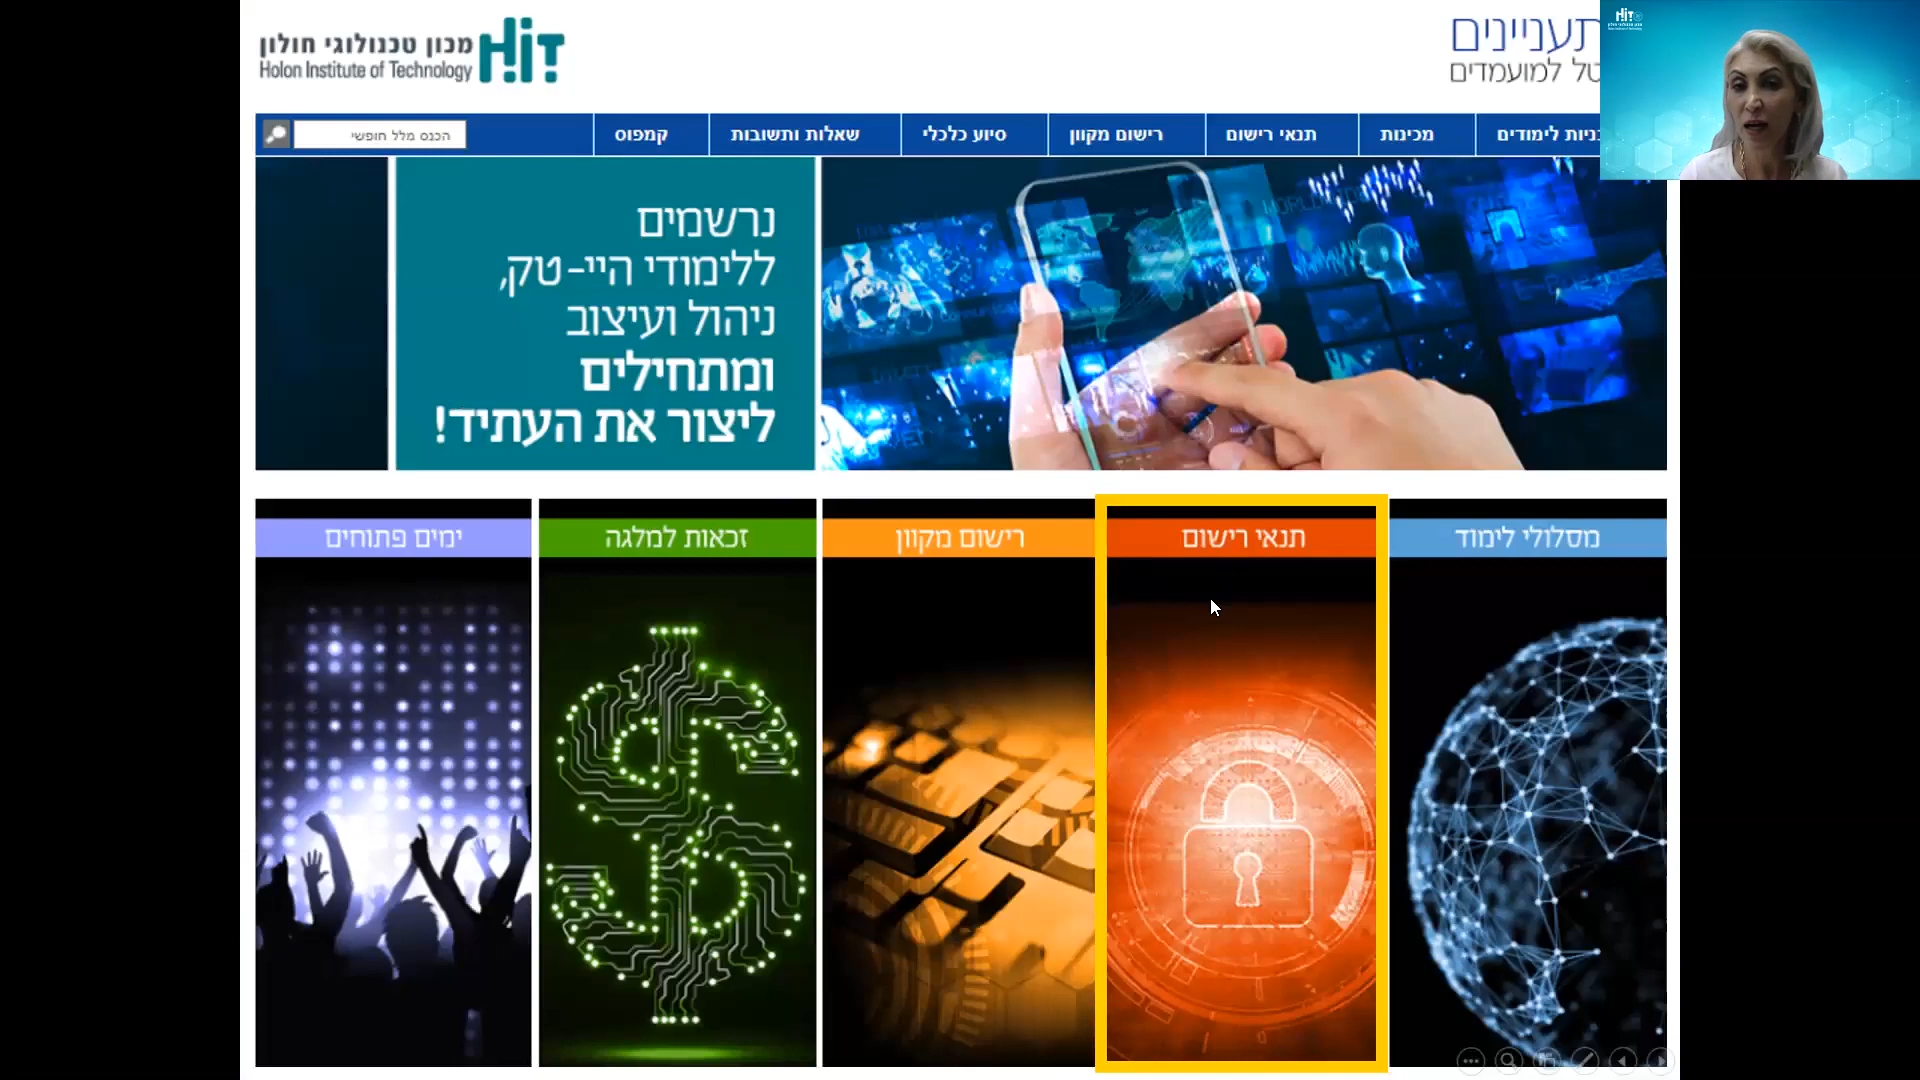 מכון טכנולוגי חולון
Holon Institute of Technology
HiT
למועמדים
לימודים
מכינות
תנאי רישום
רישום מקוון
סיוע כלכלי
שאלות ותשובות
קמפוס
הכנס מלל חופשי
נרשמים
ללימודי היי-טק,
ניהול ועיצוב
ומתחילים
ליצור את העתיד!
מסלולי לימוד
תנאי רישום
רישום מקוון
זכאות למלגה
ימים פתוחים